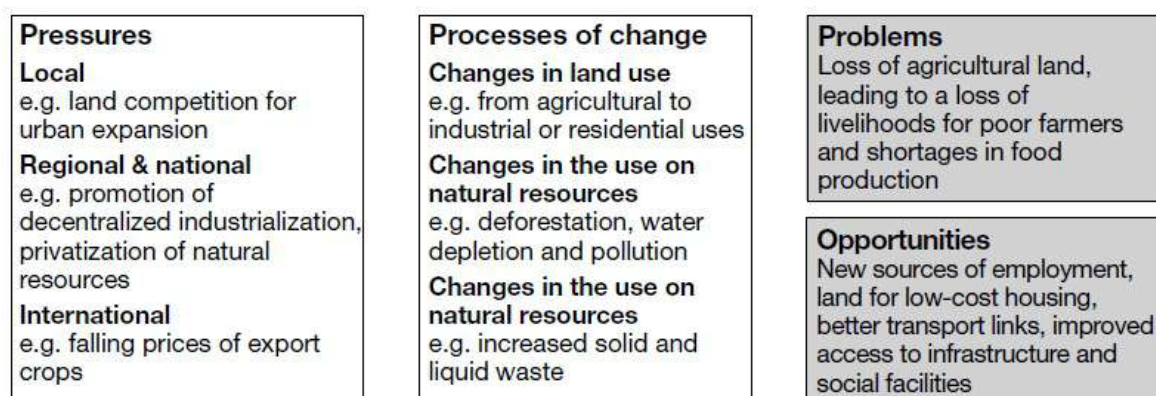 Pressures
Local
e.g. land competition for
urban expansion
Regional & national
e.g. promotion of
decentralized industrialization,
privatization of natural
resources
International
e.g. falling prices of export
crops
Processes of change
Changes in land use
e.g. from agricultural to
industrial or residential uses
Changes in the use on
natural resources
e.g. deforestation, water
depletion and pollution
Changes in the use on
natural resources
e.g. increased solid and
liquid waste
Problems
Loss of agricultural land,
leading to a loss of
livelihoods for poor farmers
and shortages in food
production
Opportunities
New sources of employment,
land for low-cost housing,
better transport links, improved
access to infrastructure and
social facilities